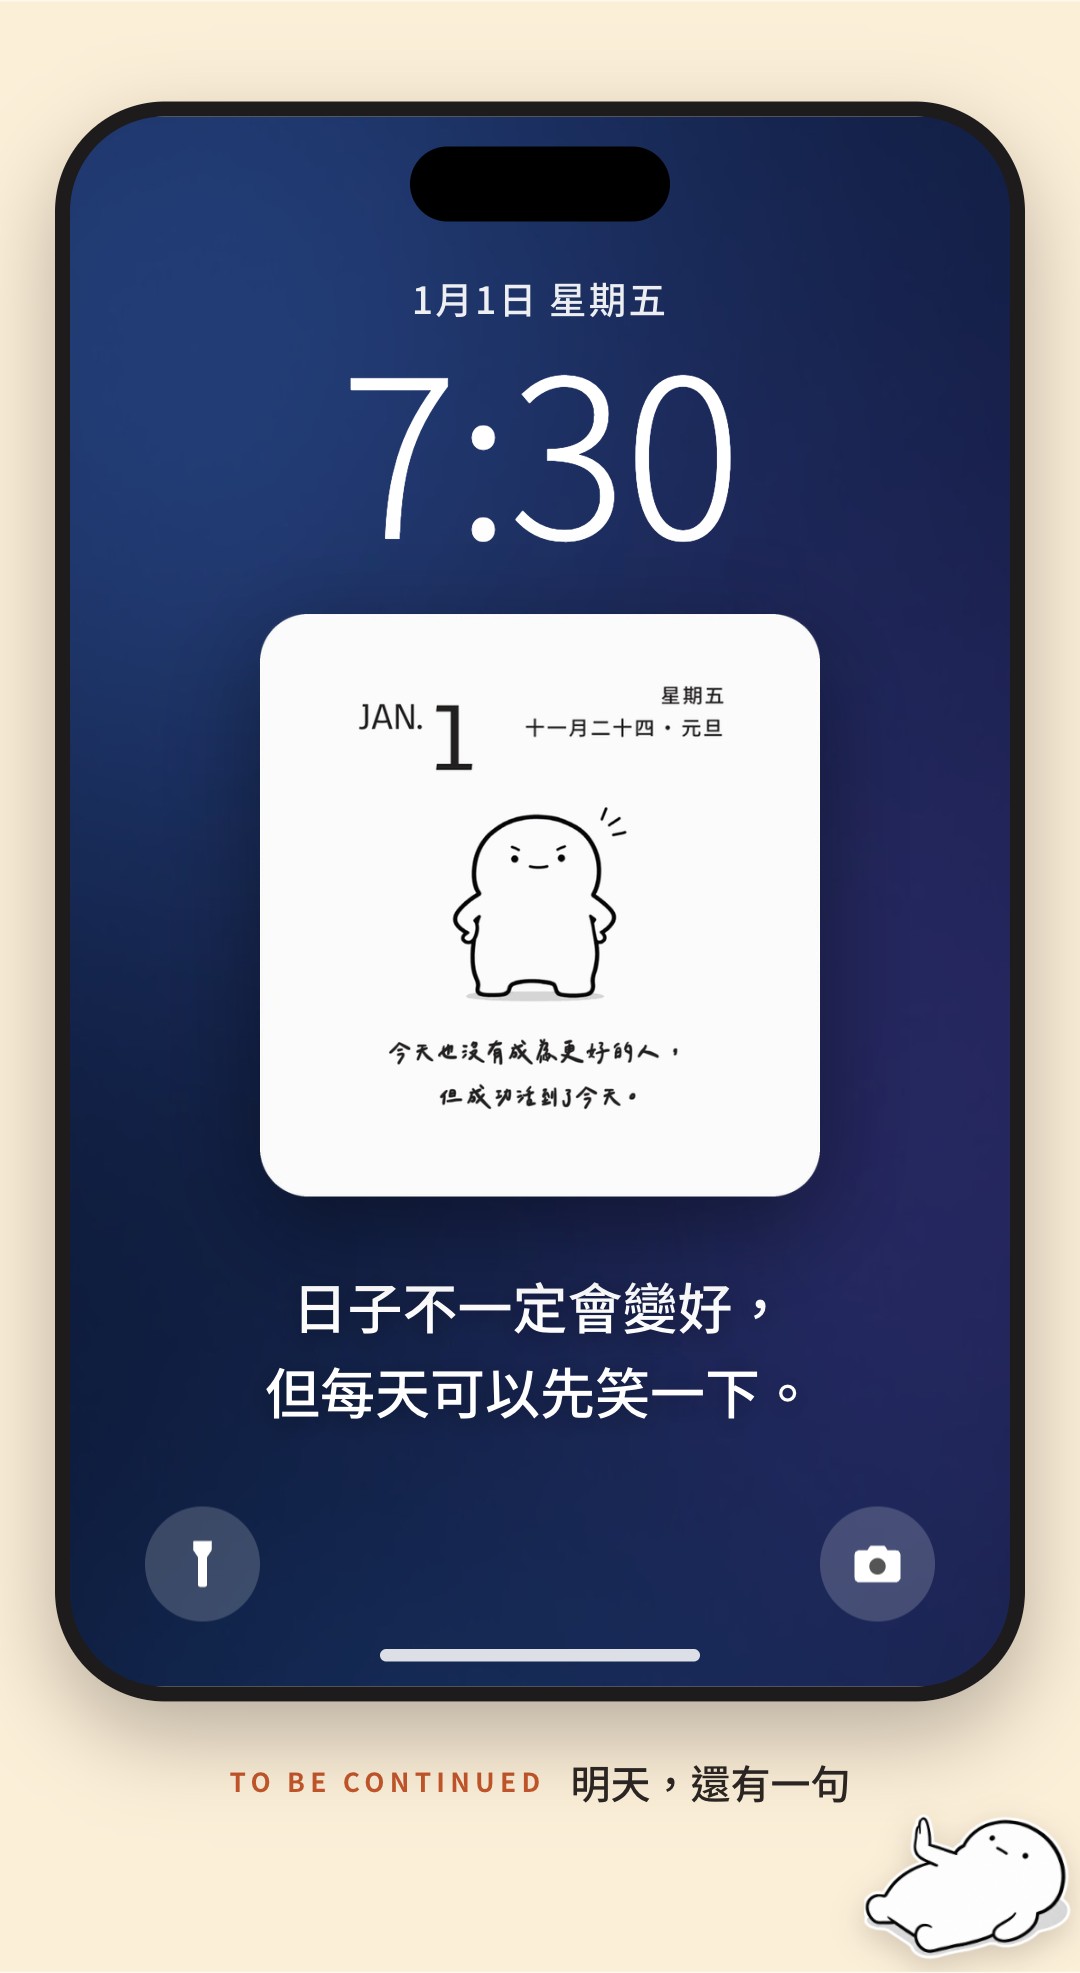 1月1日 星期五
7:30
JAN. 1
星期五
十一月二十四・元旦
今天也沒有成為更好的人，
但成功活到了今天。
日子不一定會變好，
但每天可以先笑一下。
TO BE CONTINUED 明天，還有一句